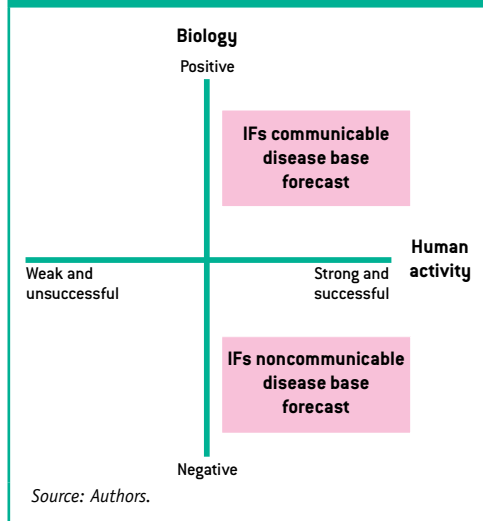 Biology
Positive
IFs communicable
disease base
forecast
Human
activity
Weak and
unsuccessful
Strong and
successful
IFs noncommunicable
disease base
forecast
Negative
Source: Authors.